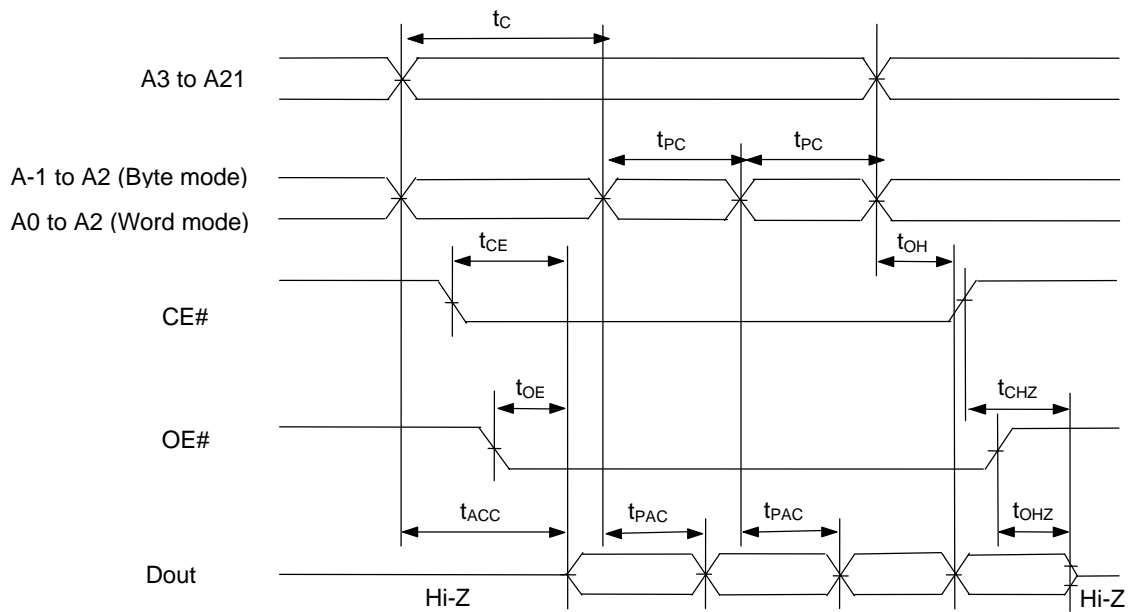 tC
A3 to A21
tPC
tPC
A-1 to A2 (Byte mode)
A0 to A2 (Word mode)
tCE
tOH
CE#
tOE
tCHZ
OE#
tACC
tPAC
tPAC
tOHZ
Dout
Hi-Z
Hi-Z